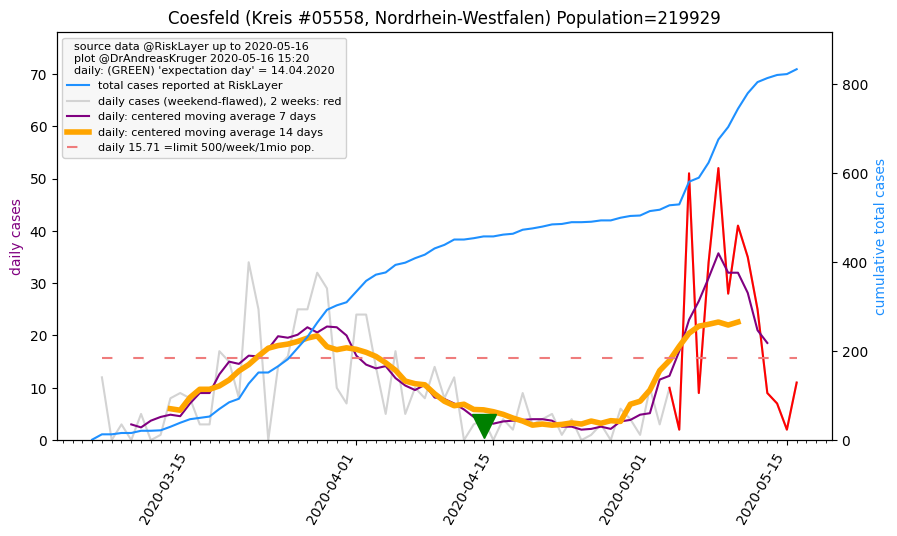 Coesfeld (Kreis #05558, Nordrhein-Westfalen) Population=219929
source data @RiskLayer up to 2020-05-16
plot @DrAndreasKruger 2020-05-16 15:20
daily: (GREEN) 'expectation day' = 14.04.2020
total cases reported at RiskLayer
daily cases (weekend-flawed), 2 weeks: red
daily: centered moving average 7 days
daily: centered moving average 14 days
daily 15.71 =limit 500/week/1mio pop.
daily cases
70
60
50
40
30
20
10
0
cumulative total cases
800
600
400
200
0
2020-03-15
2020-04-01
2020-04-15
2020-05-01
2020-05-15